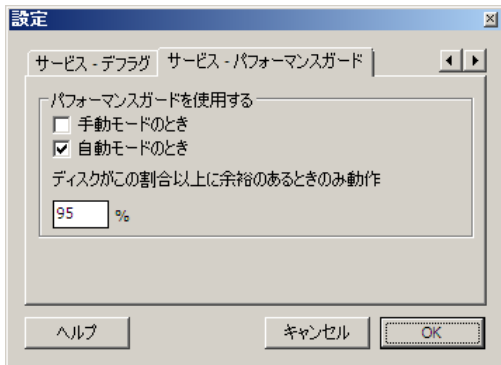 設定
サービス - デフラグ サービス - パフォーマンスガード
パフォーマンスガードを使用する
手動モードのとき
自動モードのとき
ディスクがこの割合以上に余裕のあるときのみ動作
95 %
ヘルプ キャンセル OK